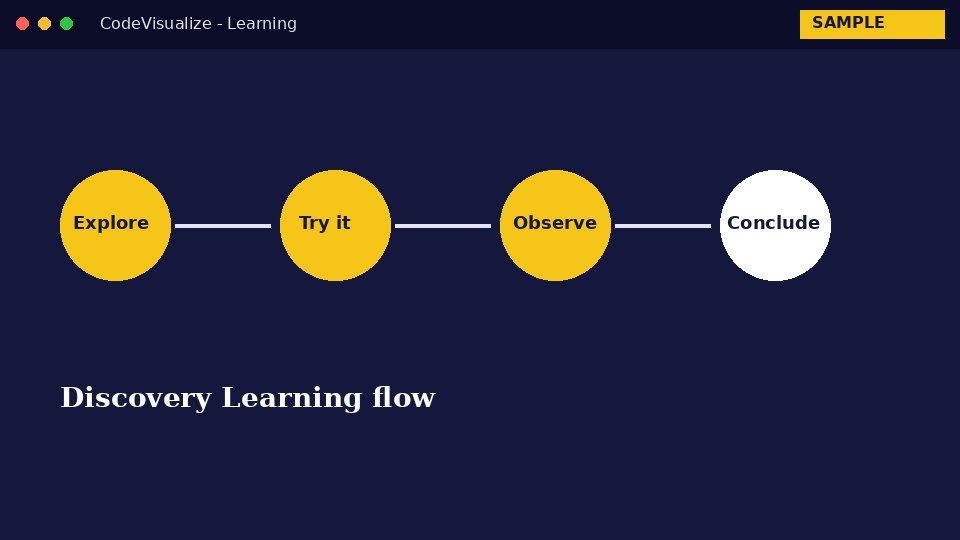 CodeVisualize - Learning
SAMPLE
Explore
Try it
Observe
Conclude
Discovery Learning flow